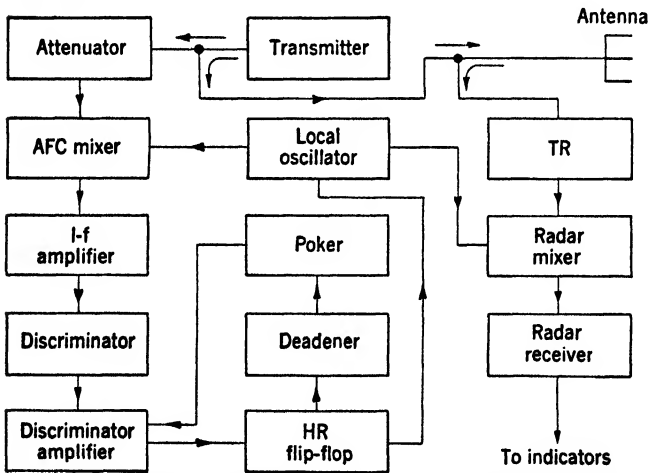 Antenna
Attenuator
Transmitter
AFC mixer
Local
oscillator
TR
I-f
amplifier
Poker
Radar
mixer
Discriminator
Deadener
Radar
receiver
Discriminator
amplifier
HR
flip-flop
To indicators